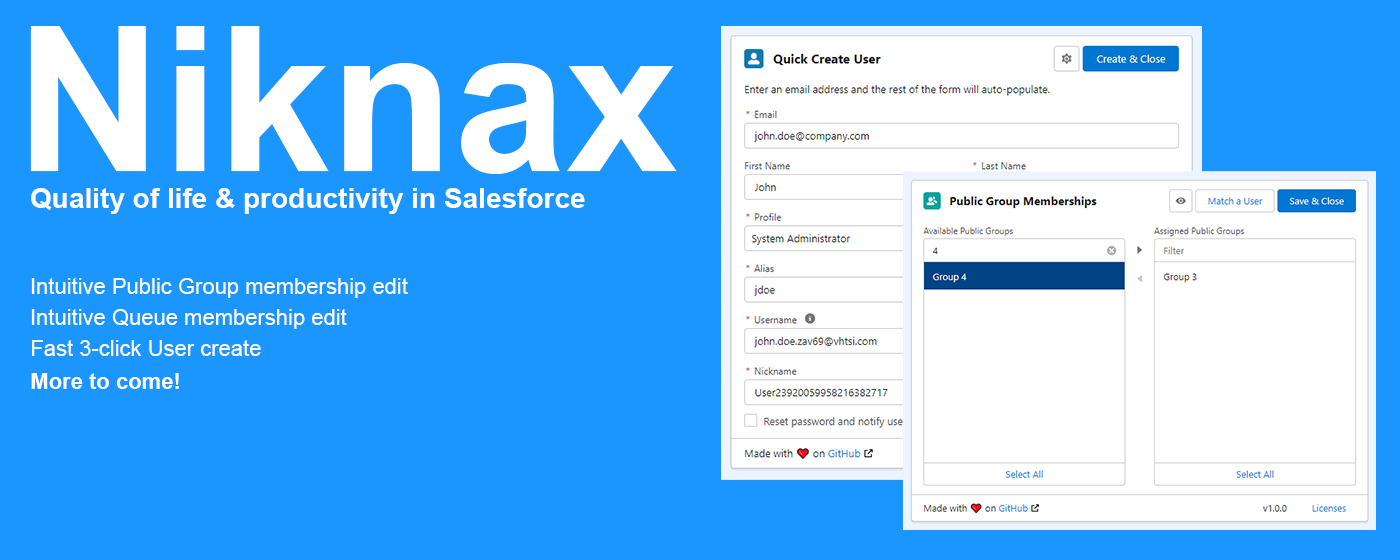 Niknax
Quality of life & productivity in Salesforce
Intuitive Public Group membership edit
Intuitive Queue membership edit
Fast 3-click User create
More to come!
Quick Create User
Create & Close
Enter an email address and the rest of the form will auto-populate.
* Email
john.doe@company.com
First Name
* Last Name
John
* Profile
System Administrator
* Alias
jdoe
* Username
john.doe.zav69@vhtsi.com
* Nickname
User23920059958216382717
Reset password and notify use
Made with ❤ on GitHub
Public Group Memberships
Match a User
Save & Close
Available Public Groups
Assigned Public Groups
4
Filter
Group 4
Group 3
Select All
Select All
Made with ❤ on GitHub
v1.0.0
Licenses